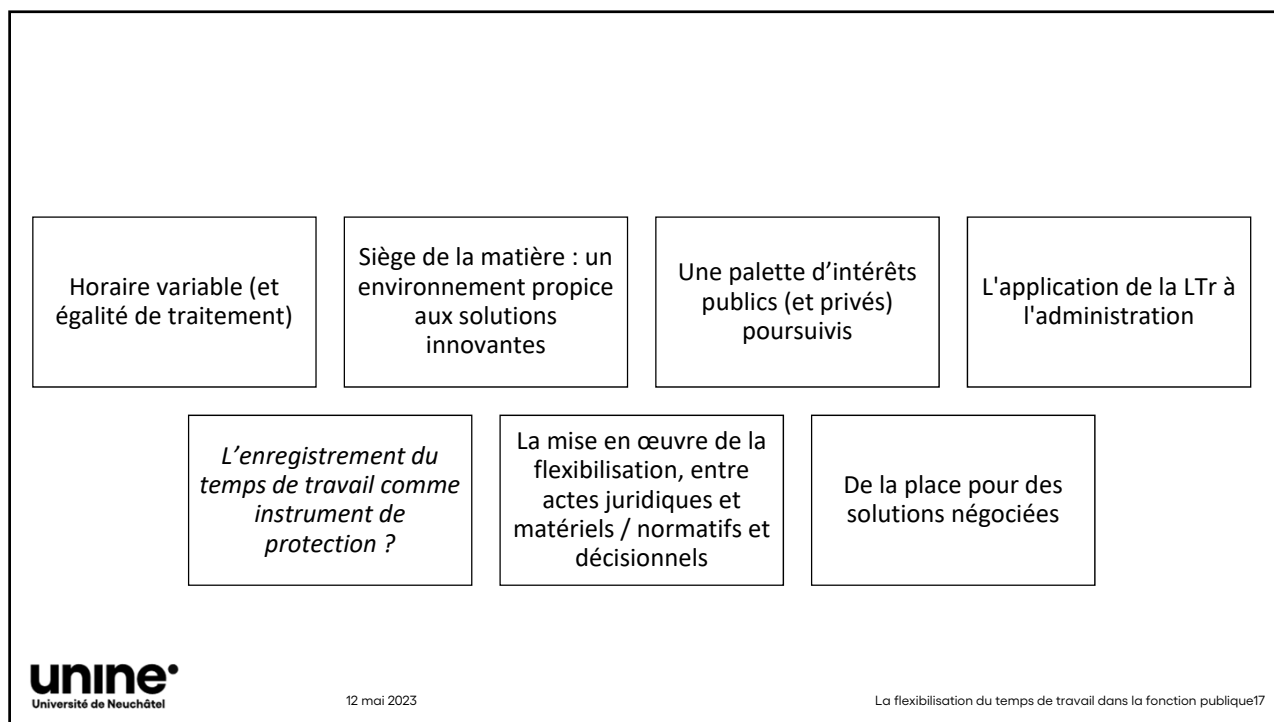 Horaire variable (et
égalité de traitement)
Siège de la matière : un
environnement propice
aux solutions
innovantes
Une palette d’intérêts
publics (et privés)
poursuivis
L'application de la LTr à
l'administration
L’enregistrement du
temps de travail comme
instrument de
protection ?
La mise en œuvre de la
flexibilisation, entre
actes juridiques et
matériels / normatifs et
décisionnels
De la place pour des
solutions négociées
unine
Université de Neuchâtel
12 mai 2023
La flexibilisation du temps de travail dans la fonction publique17